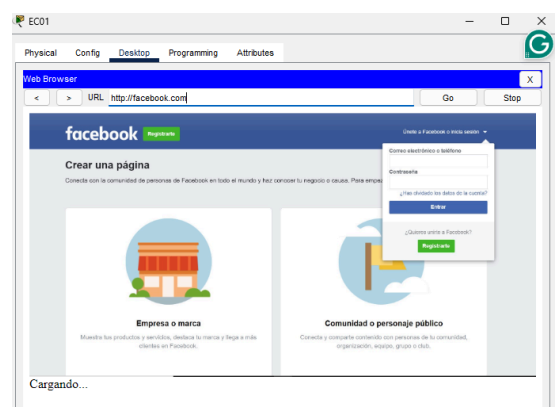 EC01
Physical Config Desktop Programming Attributes
Web Browser X
< > URL http://facebook.com Go Stop
facebook Registrarte Únete a Facebook o inicia sesión
Correo electrónico o teléfono
Contraseña
¿Has olvidado los datos de la cuenta?
Entrar
¿Quieres unirte a Facebook?
Registrarte
Crear una página
Conecta con la comunidad de personas de Facebook en todo el mundo y haz conocer tu negocio o causa. Para
Empresa o marca
Muestra tus productos y servicios, destaca tu marca y llega a más
clientes en Facebook.
Comunidad o personaje público
Conecta y comparte contenido con personas de tu comunidad,
organización, equipo, grupo o club.
Cargando...